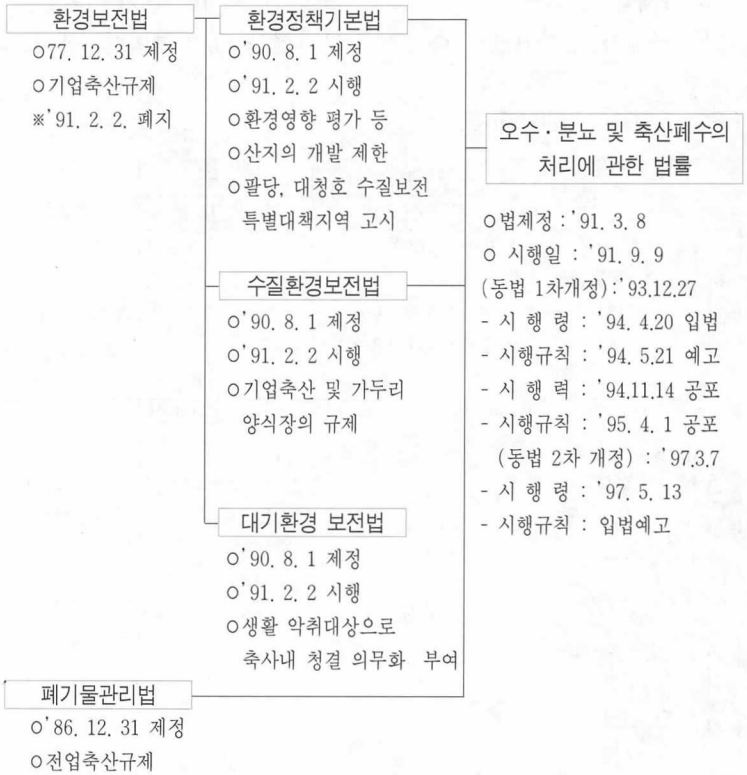 환경보전법
○77. 12. 31 제정
○기업축산규제
※'91. 2. 2. 폐지
환경정책기본법
○'90. 8. 1 제정
○'91. 2. 2 시행
○환경영향 평가 등
○산지의 개발 제한
○팔당, 대청호 수질보전
특별대책지역 고시
수질환경보전법
○'90. 8. 1 제정
○'91. 2. 2 시행
○기업축산 및 가두리
양식장의 규제
대기환경 보전법
○'90. 8. 1 제정
○'91. 2. 2 시행
○생활 악취대상으로
축사내 청결 의무화 부여
폐기물관리법
○'86. 12. 31 제정
○전업축산규제
오수·분뇨 및 축산폐수의
처리에 관한 법률
○법제정 : '91. 3. 8
○ 시행일 : '91. 9. 9
(동법 1차개정):'93.12.27
- 시 행 령 : '94. 4.20 입법
- 시행규칙 : '94. 5.21 예고
- 시 행 력 : '94.11.14 공포
- 시행규칙 : '95. 4. 1 공포
(동법 2차 개정) : '97.3.7
- 시 행 령 : '97. 5. 13
- 시행규칙 : 입법예고